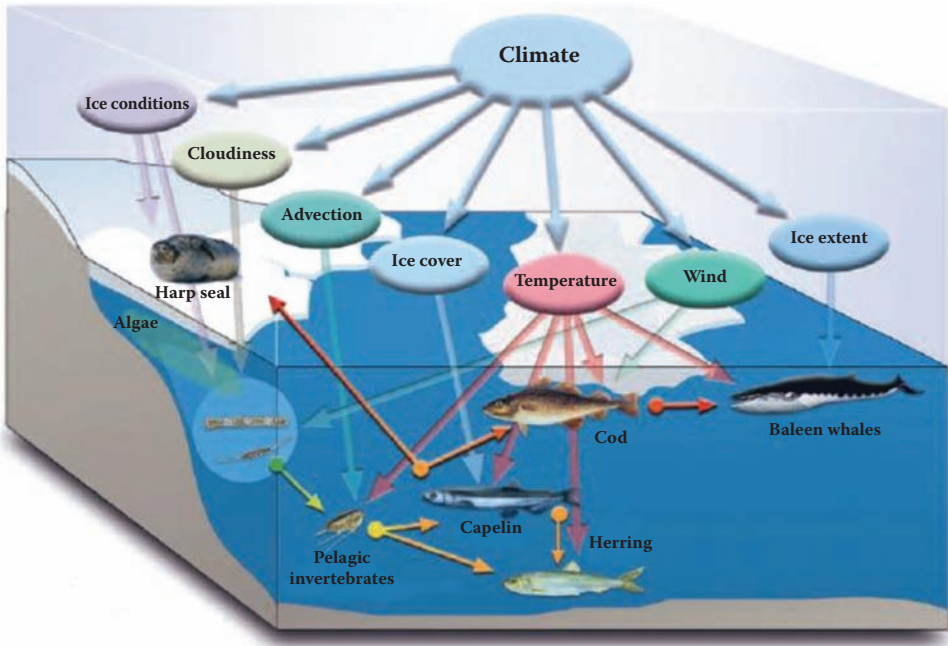 Climate
Ice conditions
Cloudiness
Advection
Ice cover
Temperature
Wind
Ice extent
Harp seal
Algae
Cod
Baleen whales
Capelin
Herring
Pelagic
invertebrates